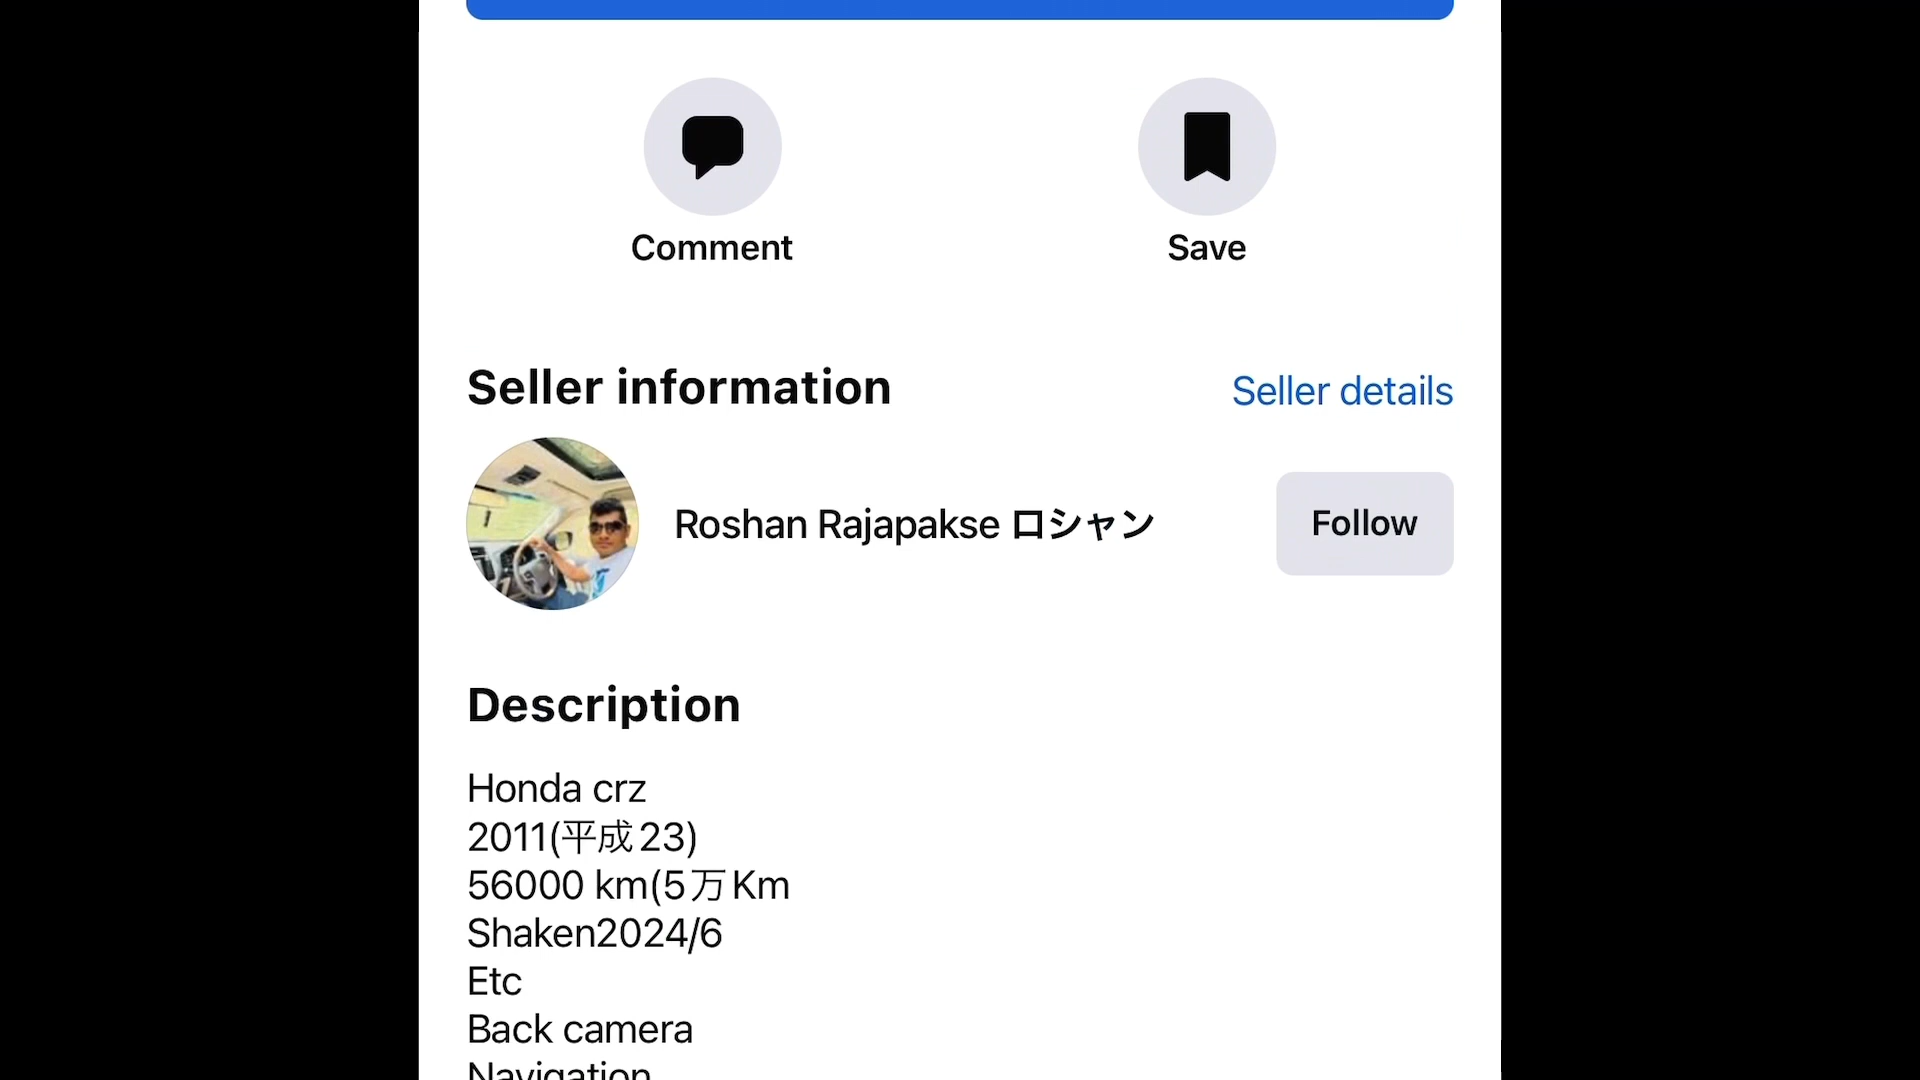 Comment
Save
Seller information
Seller details
Roshan Rajapakse ロシャン
Follow
Description
Honda crz
2011(平成23)
56000 km(5万Km
Shaken2024/6
Etc
Back camera
Navigation